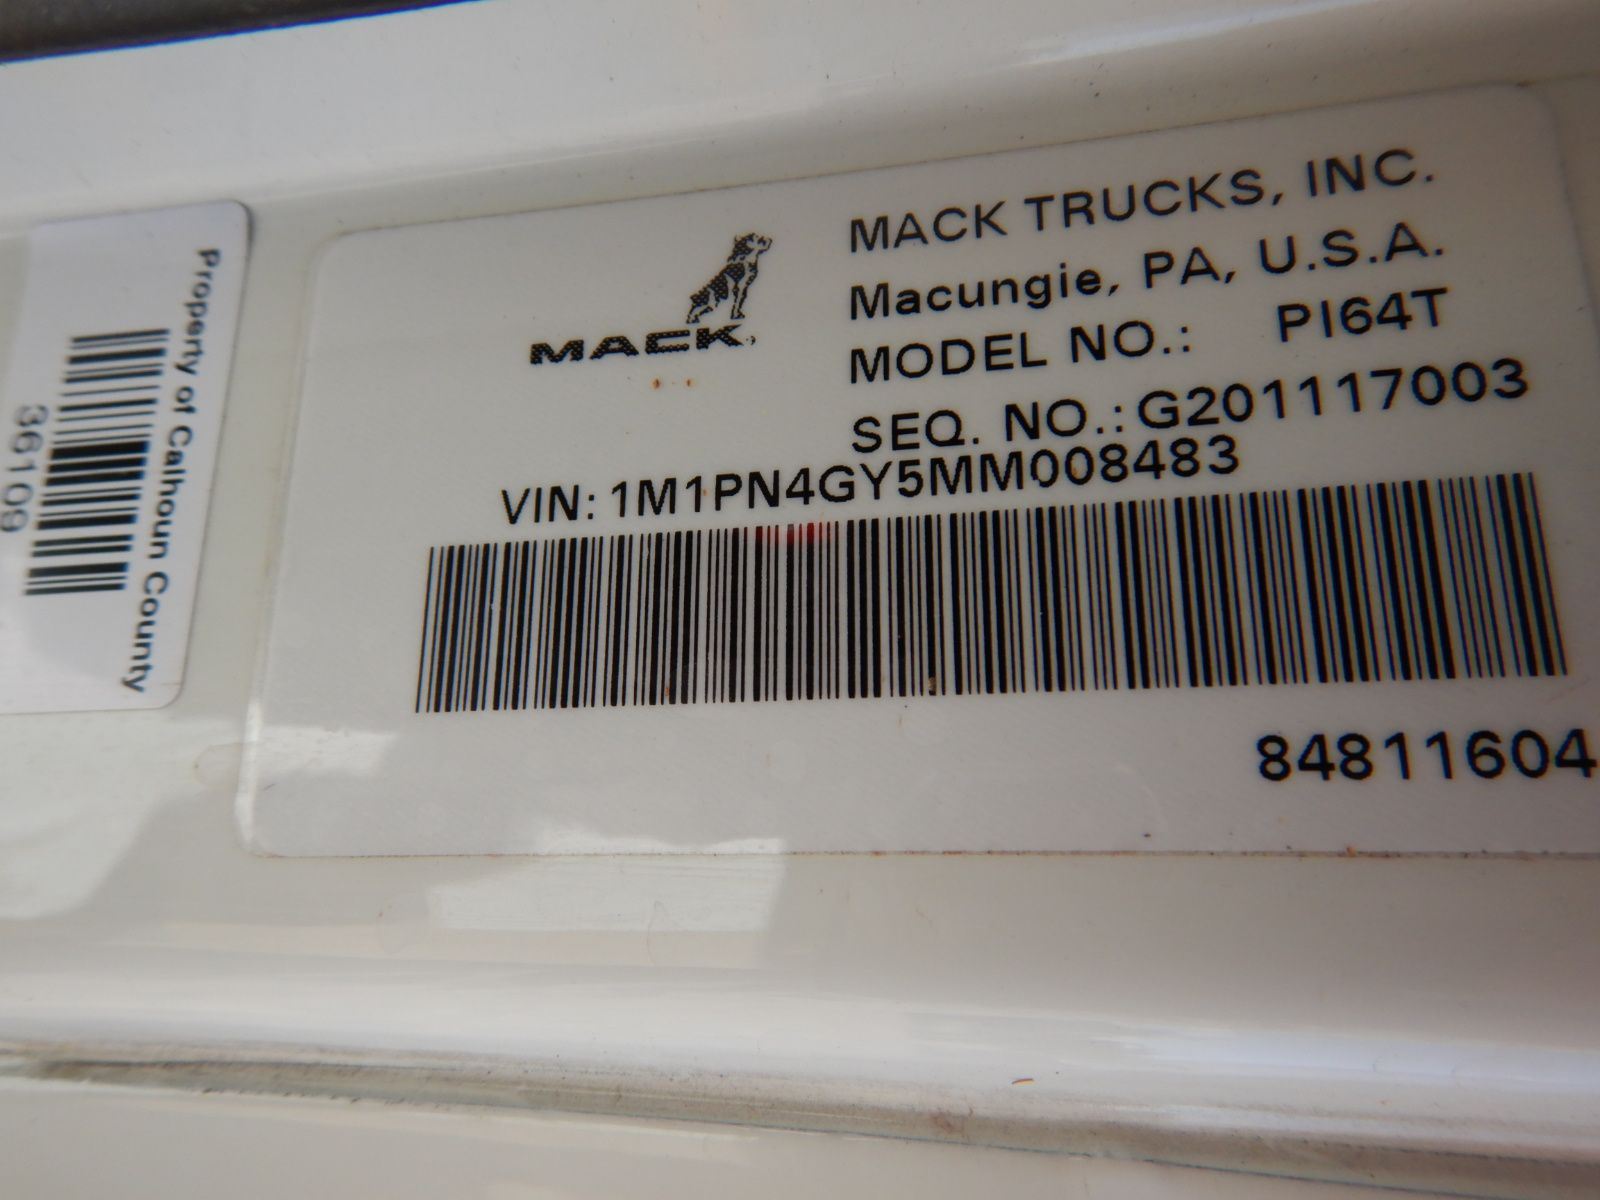 Property of Calhoun County
36109
MACK
MACK TRUCKS, INC.
Macungie, PA, U.S.A.
MODEL NO.: PI64T
SEQ. NO.: G201117003
VIN: 1M1PN4GY5MM008483
84811604